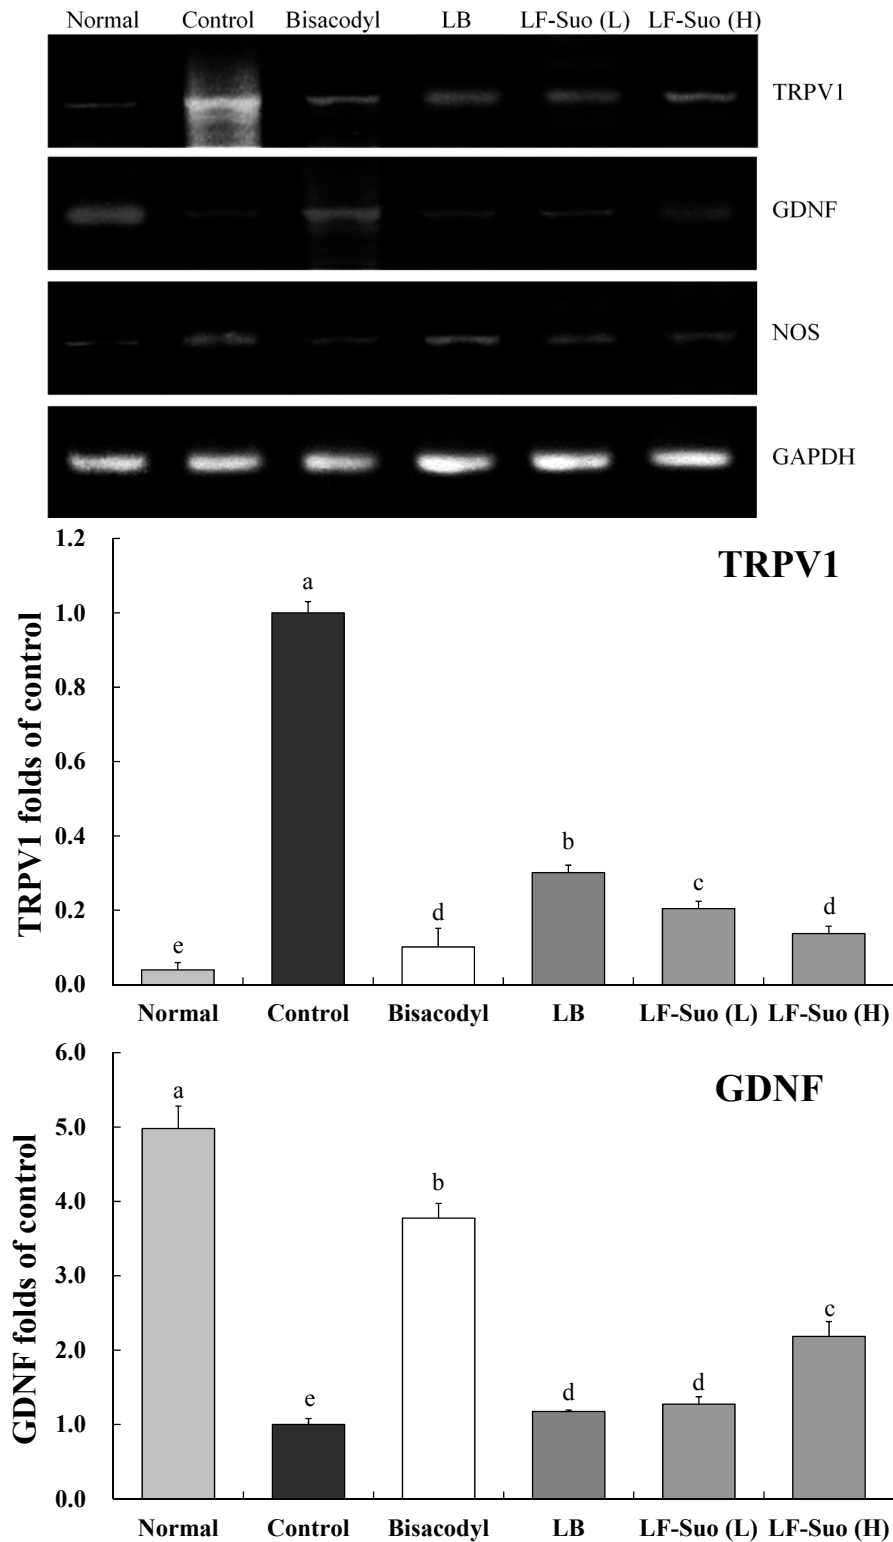 Normal Control Bisacodyl LB LF-Suo (L) LF-Suo (H)
TRPV1
GDNF
NOS
GAPDH
TRPV1
TRPV1 folds of control
1.2
1.0
0.8
0.6
0.4
0.2
0.0
e
a
d
b
c
d
Normal Control Bisacodyl LB LF-Suo (L) LF-Suo (H)
GDNF
GDNF folds of control
6.0
5.0
4.0
3.0
2.0
1.0
0.0
a
e
b
d
d
c
Normal Control Bisacodyl LB LF-Suo (L) LF-Suo (H)